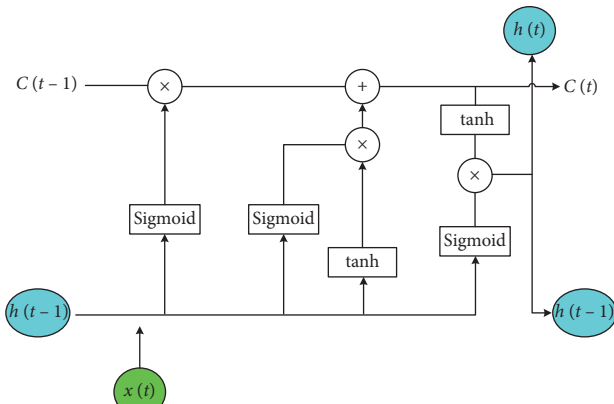 h (t)
C (t – 1)
×
+
C (t)
tanh
×
×
Sigmoid
Sigmoid
Sigmoid
tanh
h (t – 1)
h (t – 1)
x (t)